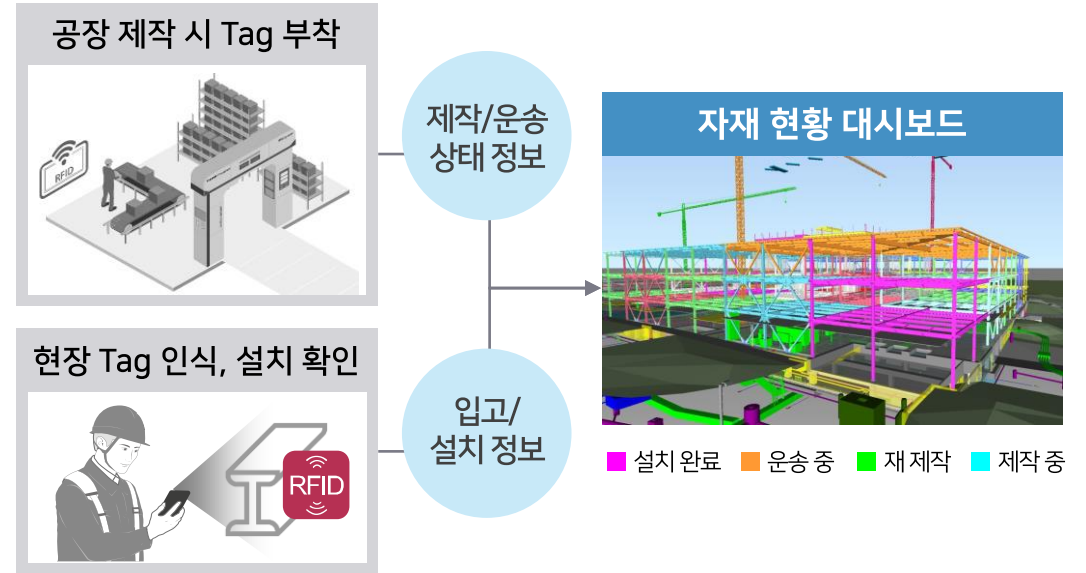 공장 제작 시 Tag 부착
RFID
제작/운송
상태 정보
현장 Tag 인식, 설치 확인
RFID
입고/
설치 정보
자재 현황 대시보드
설치 완료
운송 중
재 제작
제작 중